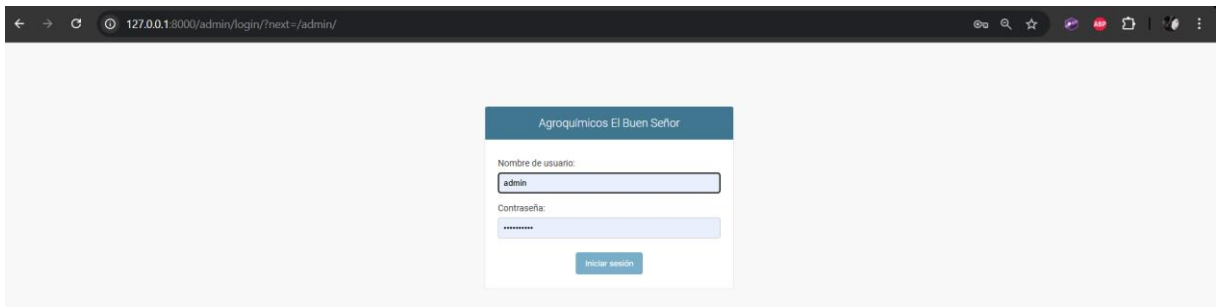 127.0.0.1:8000/admin/login/?next=/admin/
ABP
Agroquímicos El Buen Señor
Nombre de usuario:
admin
Contraseña:
••••••••••
Iniciar sesión